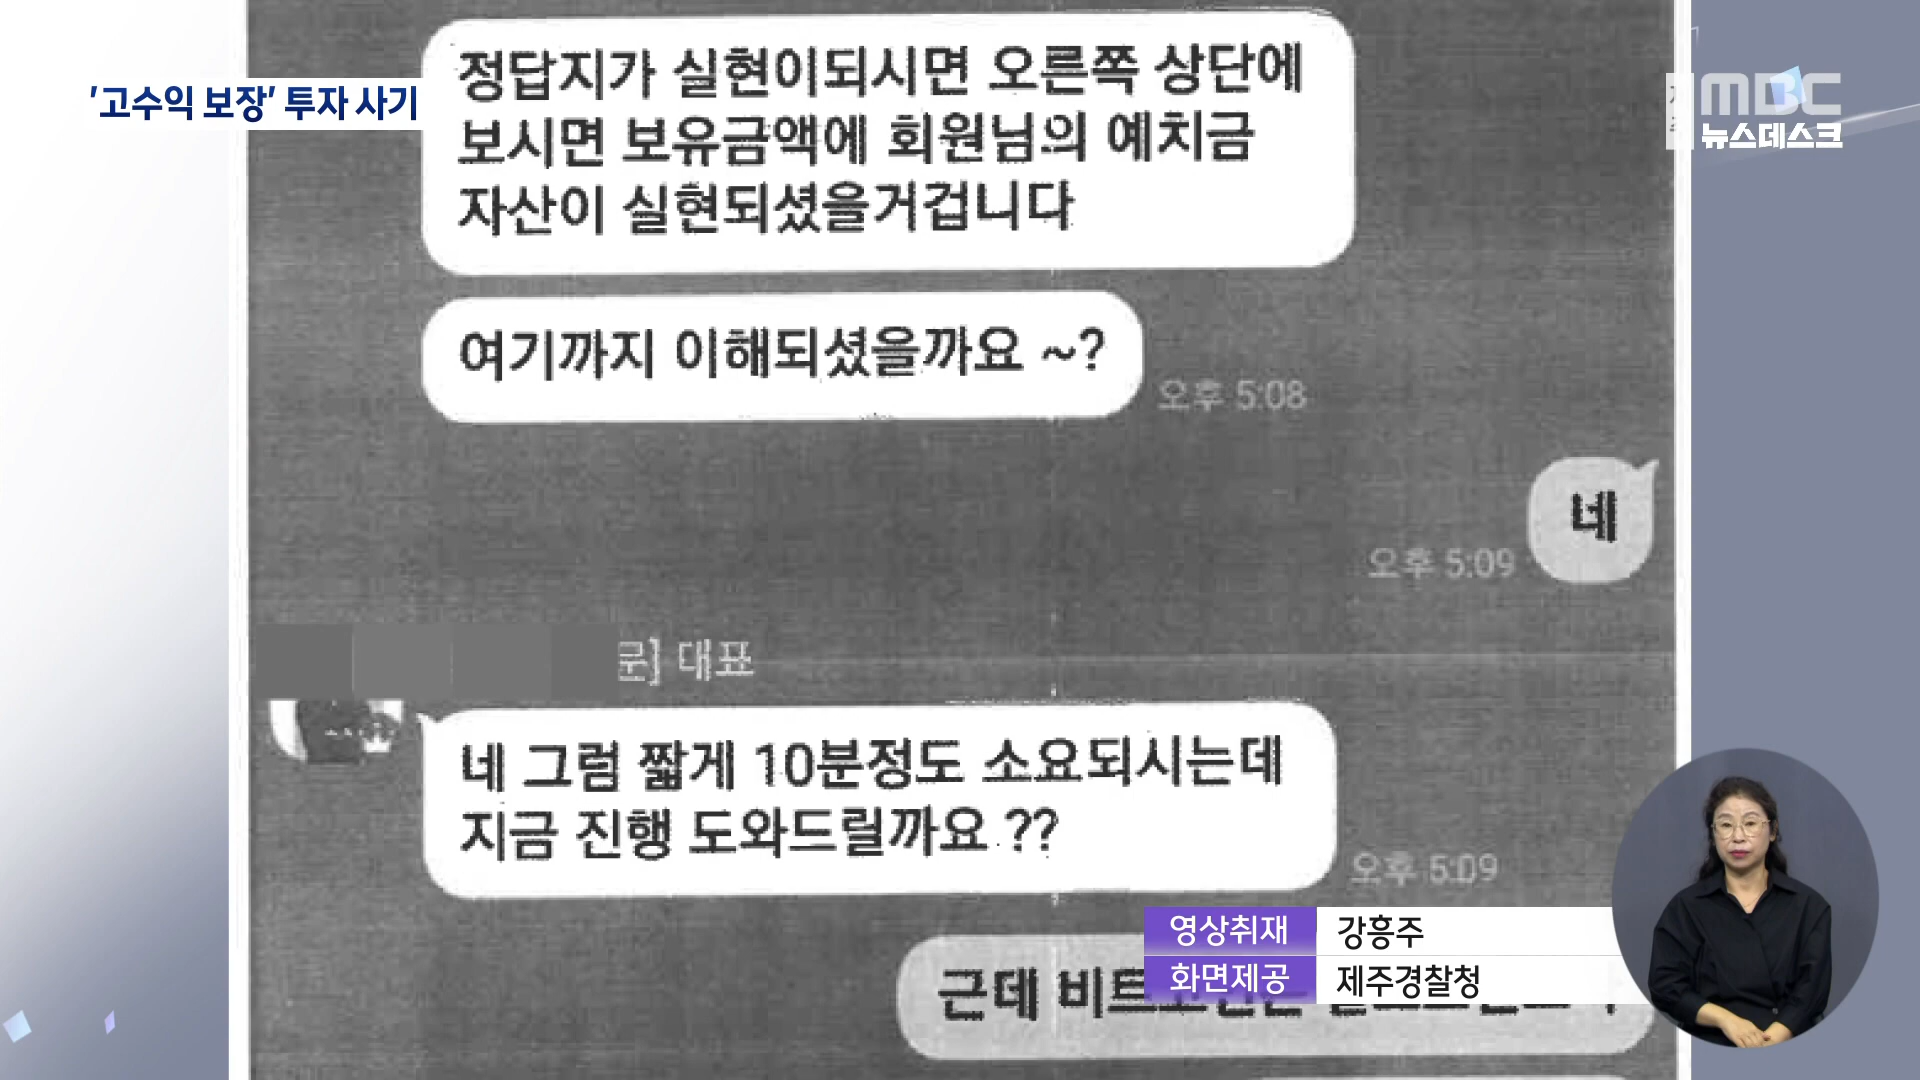 '고수익 보장' 투자 사기
MBC
뉴스데스크
정답지가 실현이되시면 오른쪽 상단에
보시면 보유금액에 회원님의 예치금
자산이 실현되셨을거겁니다
여기까지 이해되셨을까요 ~?
오후 5:08
네
오후 5:09
문] 대표
네 그럼 짧게 10분정도 소요되시는데
지금 진행 도와드릴까요 ??
오후 5:09
근데
영상취재 강흥주
화면제공 제주경찰청